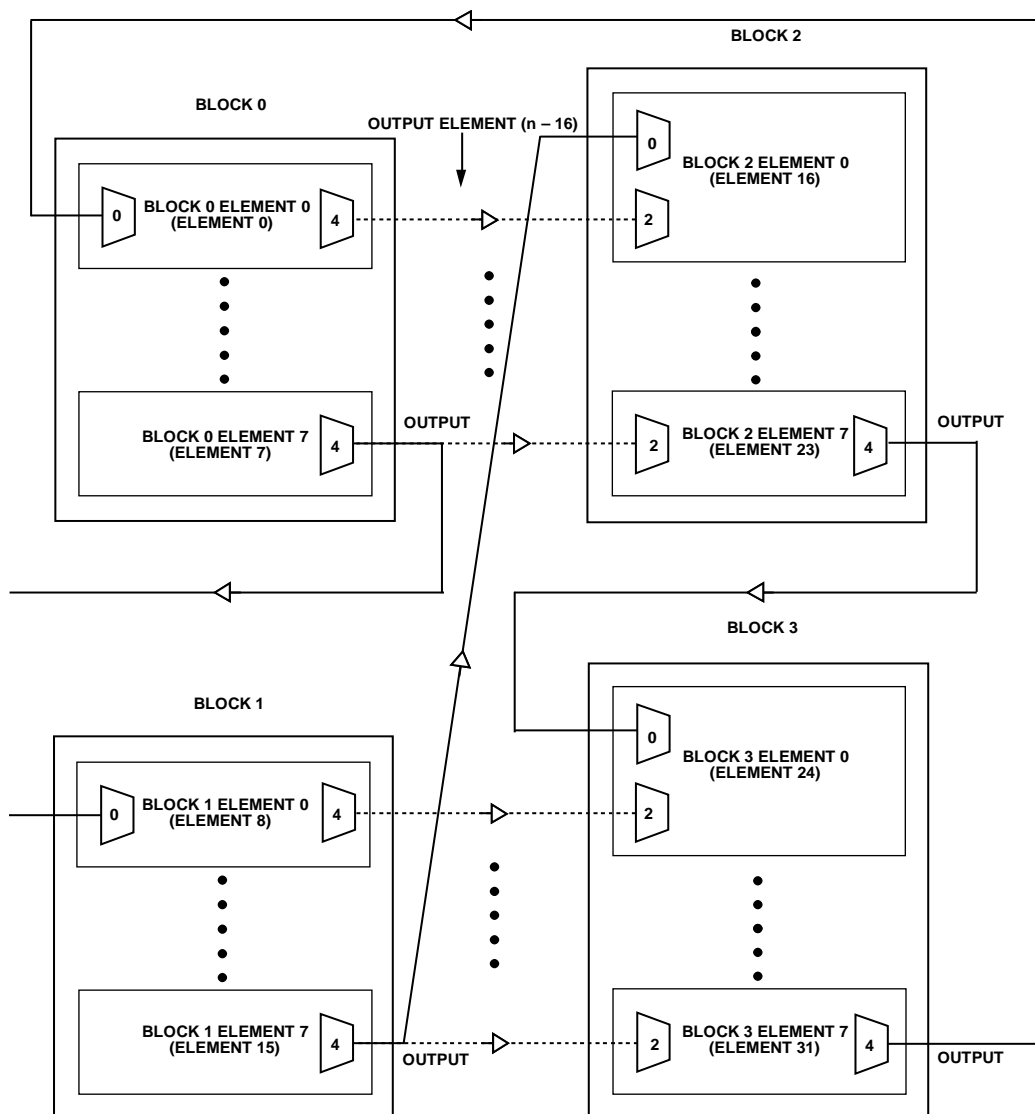 BLOCK 2
BLOCK 0
OUTPUT ELEMENT (n – 16)
0
BLOCK 2 ELEMENT 0
(ELEMENT 16)
0
BLOCK 0 ELEMENT 0
(ELEMENT 0)
4
2
BLOCK 0 ELEMENT 7
(ELEMENT 7)
4
OUTPUT
2
BLOCK 2 ELEMENT 7
(ELEMENT 23)
4
OUTPUT
BLOCK 3
BLOCK 1
0
BLOCK 3 ELEMENT 0
(ELEMENT 24)
0
BLOCK 1 ELEMENT 0
(ELEMENT 8)
4
2
BLOCK 1 ELEMENT 7
(ELEMENT 15)
4
OUTPUT
2
BLOCK 3 ELEMENT 7
(ELEMENT 31)
4
OUTPUT